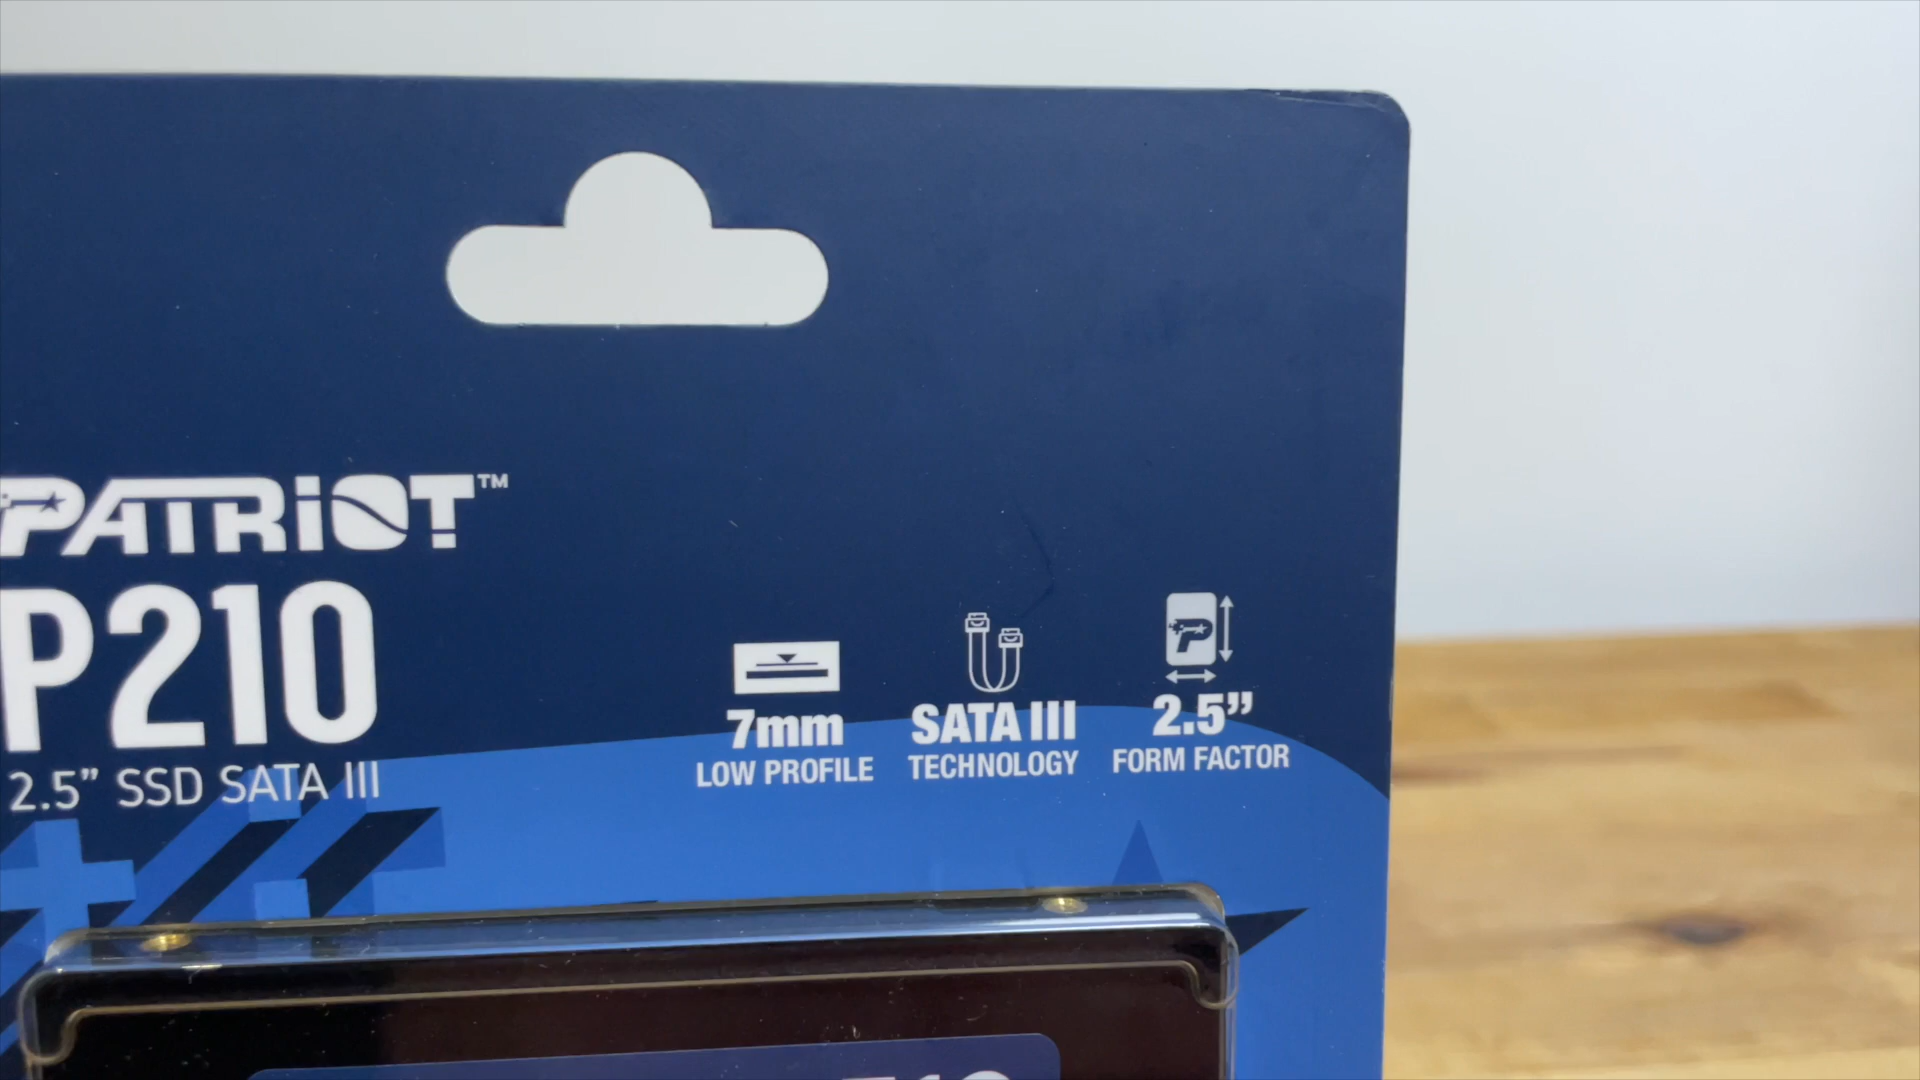 PATRiOT™
P210
2.5” SSD SATA III
7mm
LOW PROFILE
SATA III
TECHNOLOGY
2.5”
FORM FACTOR